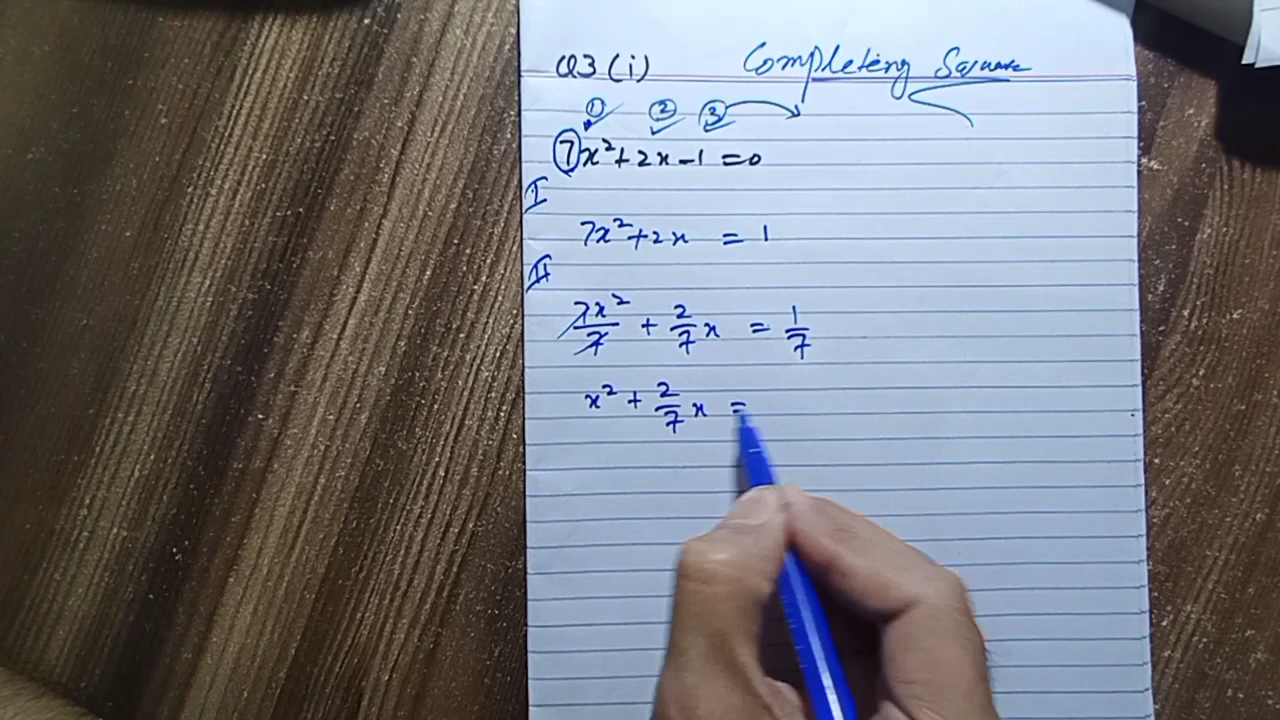 Q3 (i) Completing Square
① ② ③
7x² + 2x - 1 = 0
I
7x² + 2x = 1
II
7x²/7 + 2/7 x = 1/7
x² + 2/7 x =